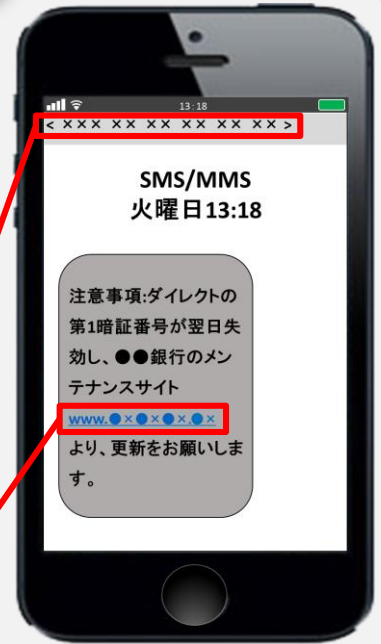 13:18
< ××× ×× ×× ×× ×× ×× >
SMS/MMS
火曜日13:18
注意事項:ダイレクトの
第1暗証番号が翌日失
効し、●●銀行のメン
テナンスサイト
www.●×●×●×.●×
より、更新をお願いしま
す。